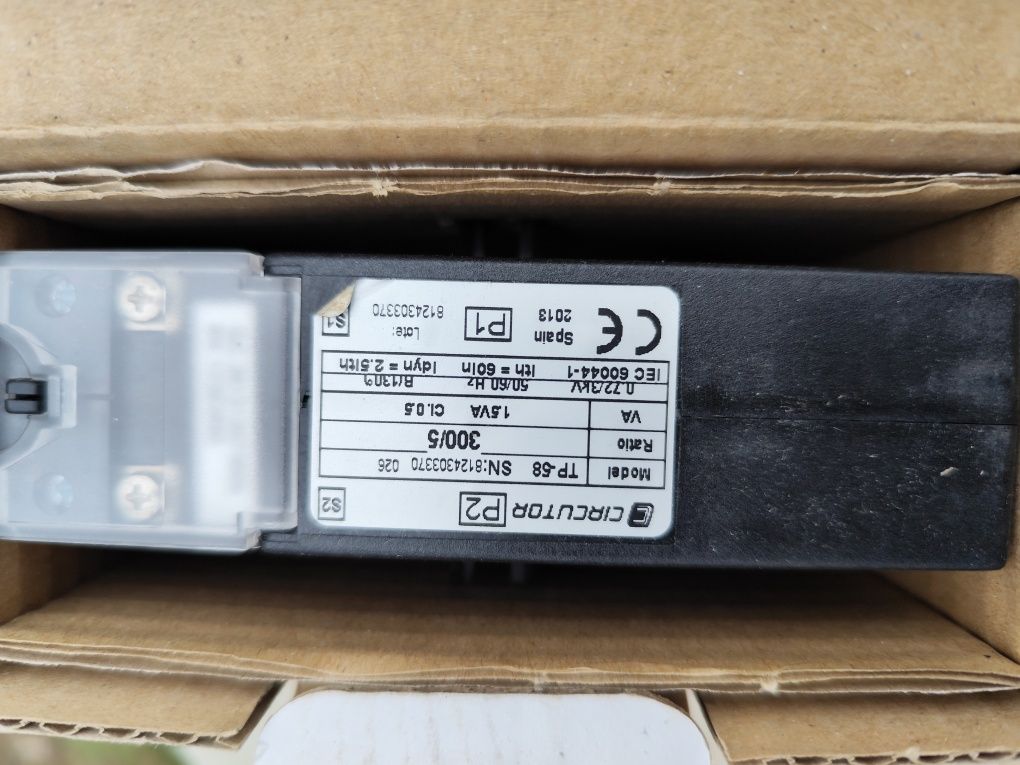 CIRCUTOR P2 S2
Model TP-58 SN:8124303370 026
Ratio 300/5
VA 1.5VA Cl.0.5
0.72/3kV 50/60 Hz
IEC 60044-1 Ith = 60In Idyn = 2.5Ith
CE Spain 2013 P1 Lote: 8124303370 S1